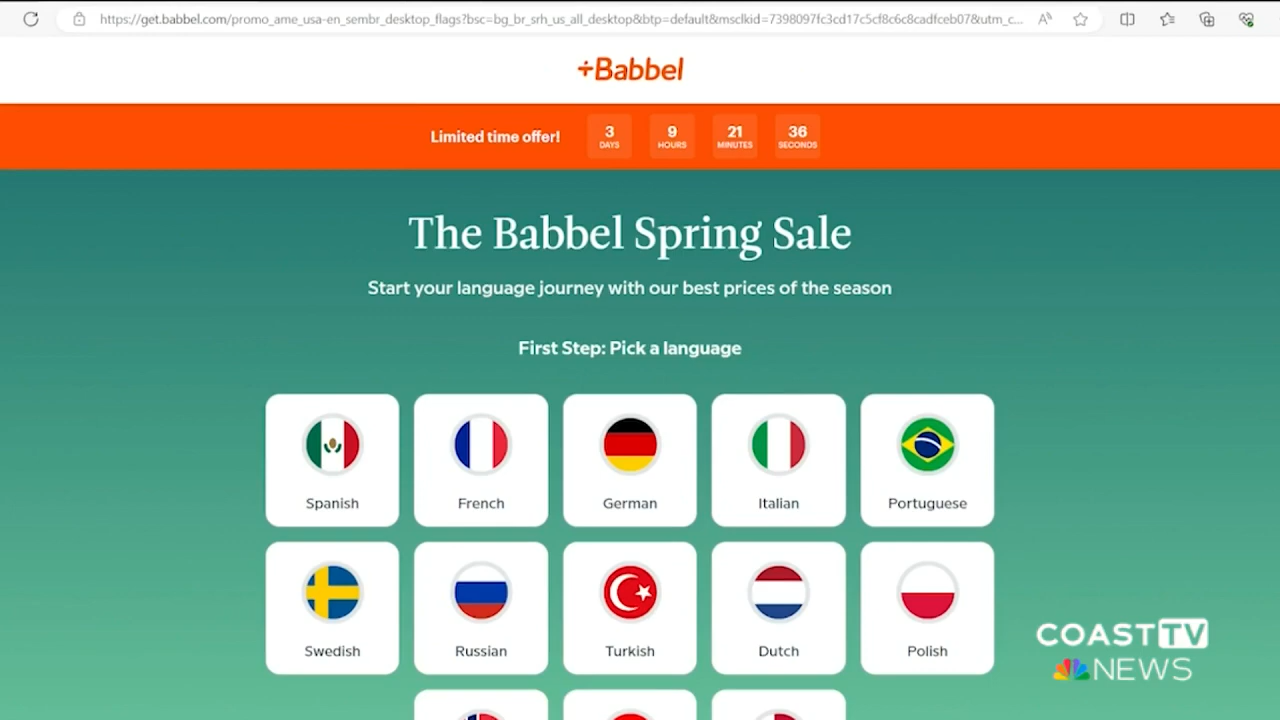 https://get.babbel.com/promo_ame_usa-en_sembr_desktop_flags?bsc=bg_br_srh_us_all_desktop&btp=default&msclkid=7398097fc3cd17c5cf8c6c8cadfceb07&utm_c...
+Babbel
Limited time offer!
3 9 21 36
DAYS HOURS MINUTES SECONDS
The Babbel Spring Sale
Start your language journey with our best prices of the season
First Step: Pick a language
Spanish French German Italian Portuguese
Swedish Russian Turkish Dutch Polish
COAST TV
NEWS